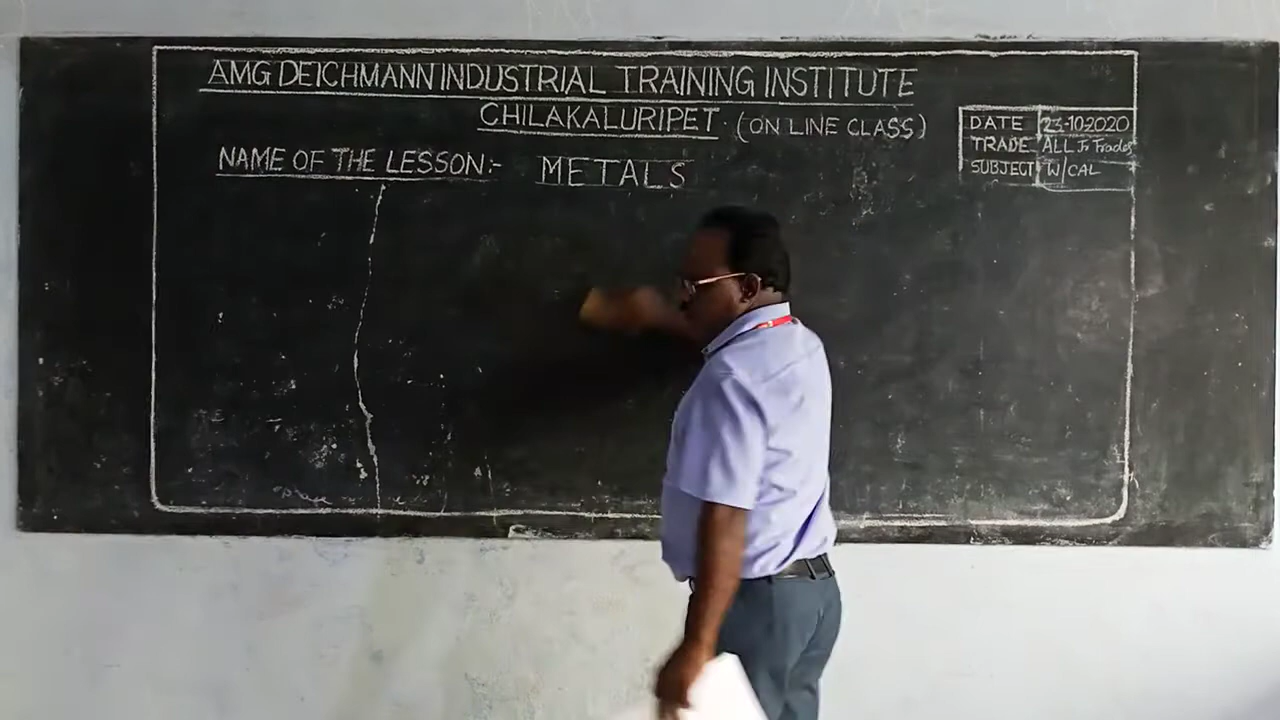 AMG DEICHMANN INDUSTRIAL TRAINING INSTITUTE
CHILAKALURIPET. (ON LINE CLASS)
DATE 23-10-2020
TRADE ALL Jr Trades
SUBJECT W/CAL
NAME OF THE LESSON:- METALS